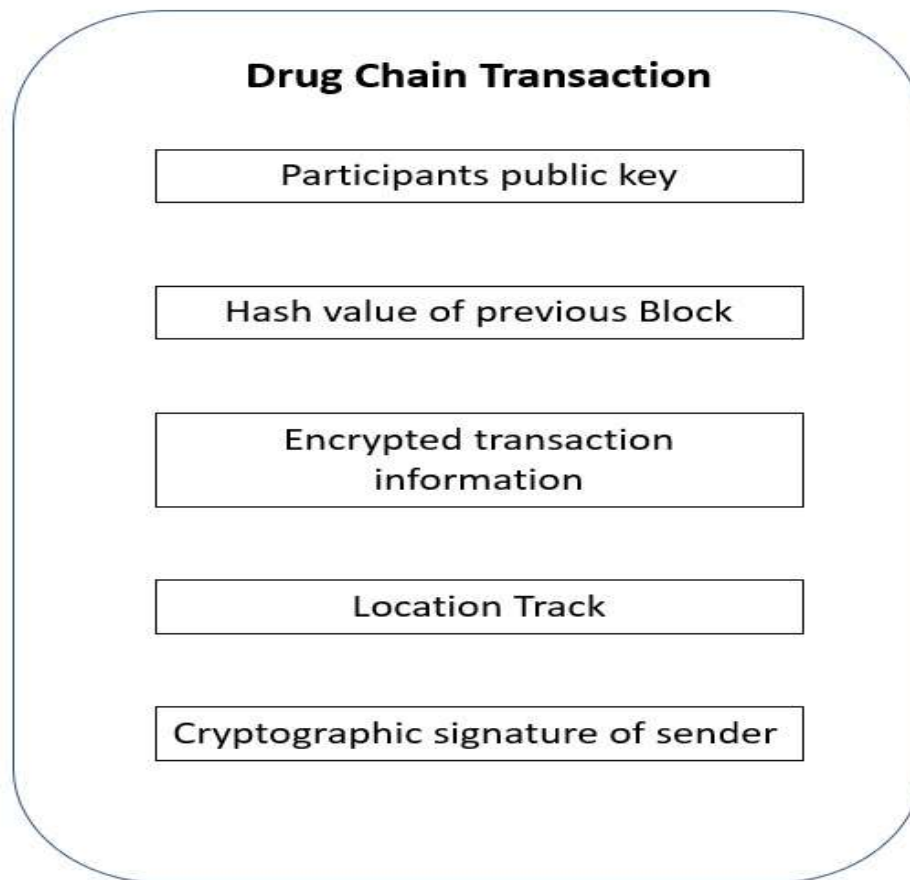 Drug Chain Transaction
Participants public key
Hash value of previous Block
Encrypted transaction
information
Location Track
Cryptographic signature of sender